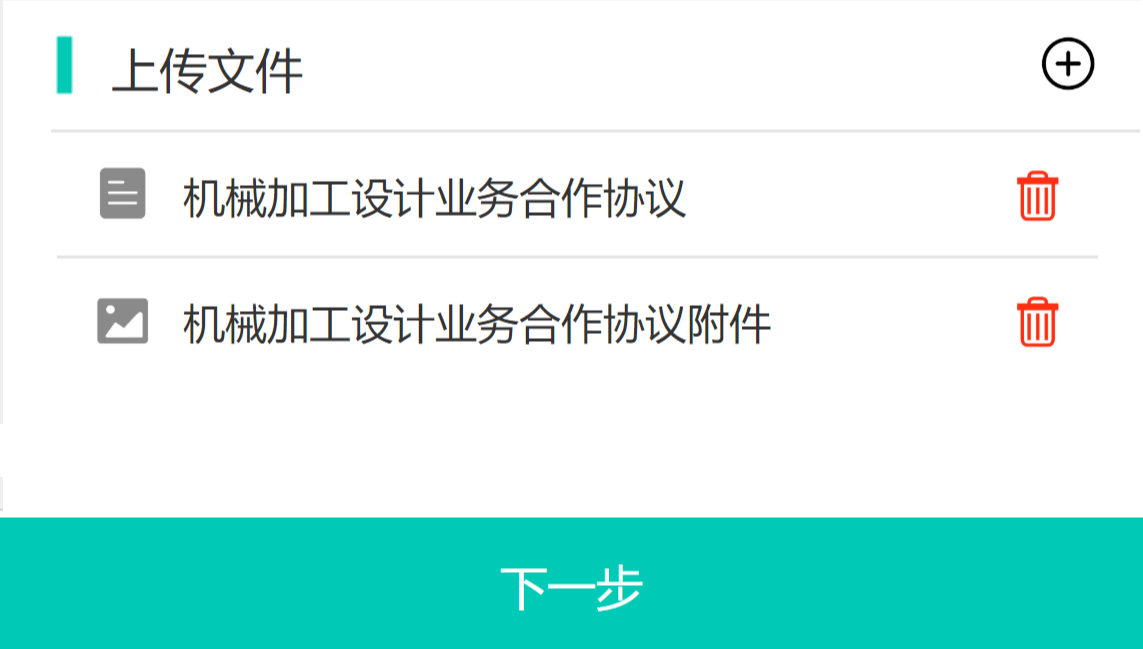 上传文件
机械加工设计业务合作协议
机械加工设计业务合作协议附件
下一步